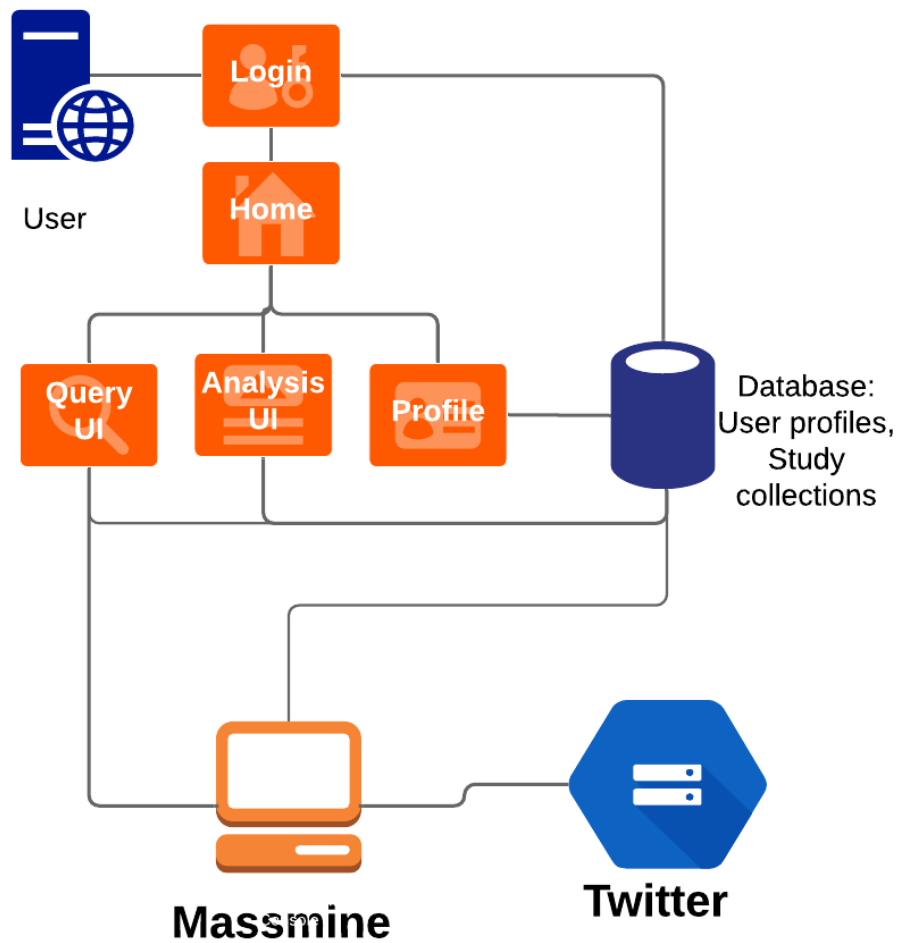 Login
Home
User
Query
UI
Analysis
UI
Profile
Database:
User profiles,
Study
collections
Massmine
Twitter